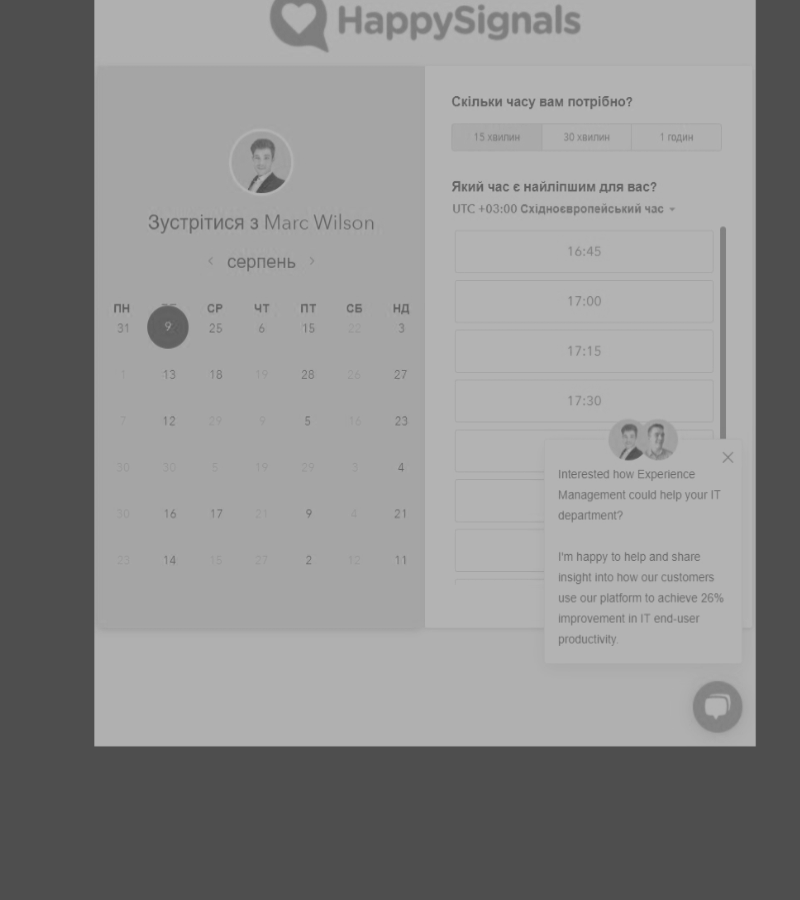 HappySignals
Зустрітися з Marc Wilson
серпень
ПН СР ЧТ ПТ СБ НД
31 9 25 6 15 22 3
1 13 18 19 28 26 27
7 12 29 9 5 16 23
30 30 5 19 29 3 4
30 16 17 21 9 4 21
23 14 15 27 2 12 11
Скільки часу вам потрібно?
15 хвилин 30 хвилин 1 годин
Який час є найліпшим для вас?
UTC +03:00 Східноєвропейський час
16:45
17:00
17:15
17:30
Interested how Experience
Management could help your IT
department?
I'm happy to help and share
insight into how our customers
use our platform to achieve 26%
improvement in IT end-user
productivity.